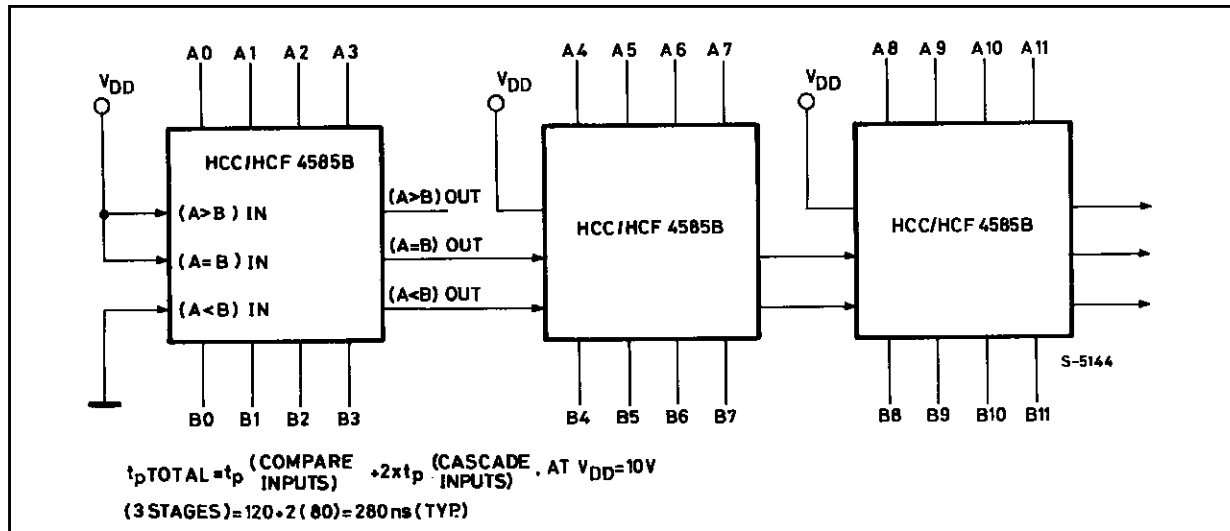 A0 A1 A2 A3
A4 A5 A6 A7
A8 A9 A10 A11
VDD
VDD
VDD
HCC/HCF 4585B
(A>B) IN
(A=B) IN
(A<B) IN
(A>B) OUT
(A=B) OUT
(A<B) OUT
HCC/HCF 4585B
HCC/HCF 4585B
S-5144
B0 B1 B2 B3
B4 B5 B6 B7
B8 B9 B10 B11
tpTOTAL=tp (COMPARE INPUTS) +2xtp (CASCADE INPUTS), AT VDD=10V
(3 STAGES)=120+2(80)=280ns(TYP.)